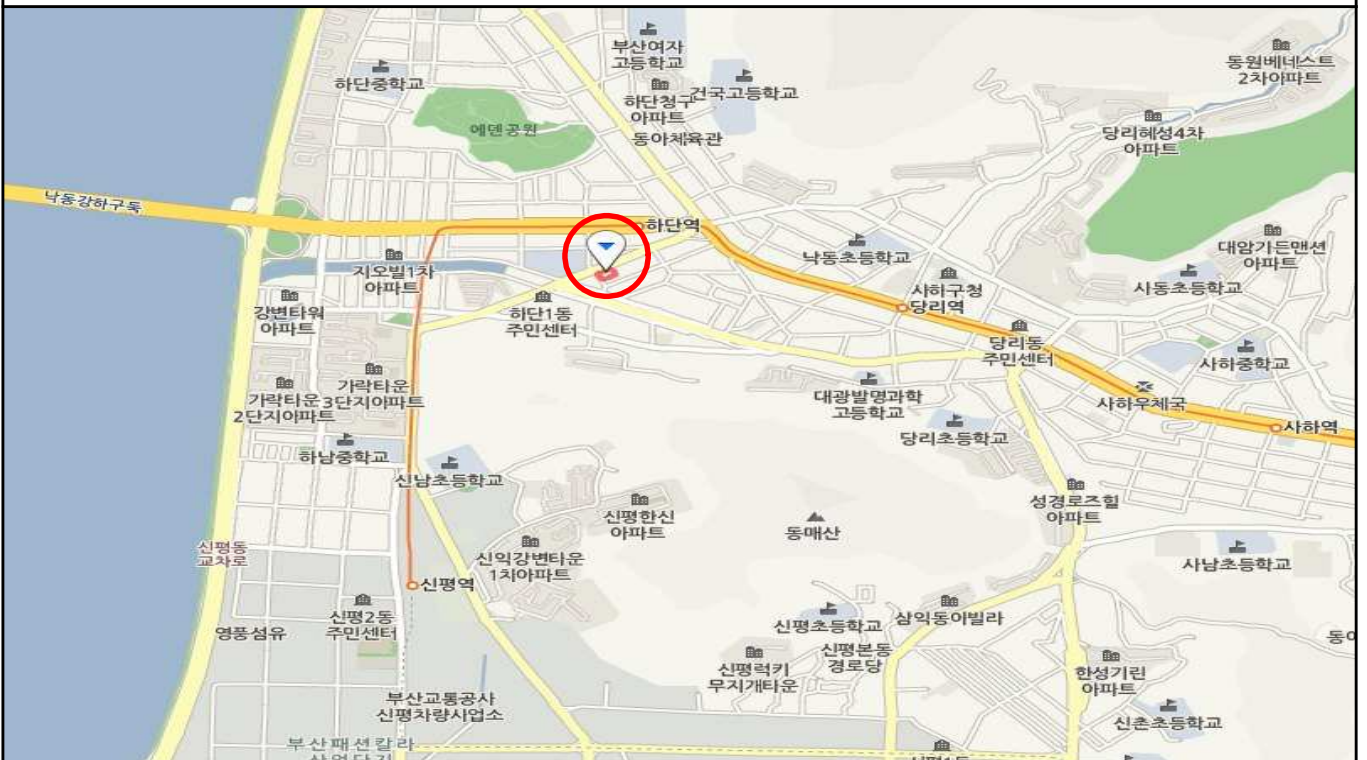 부산여자
고등학교
동원베네스트
2차아파트
하단중학교
하단청구
아파트
건국고등학교
에덴공원
동아체육관
당리혜성4차
아파트
낙동강하구둑
하단역
낙동초등학교
대암가든맨션
아파트
지오빌1차
아파트
사하구청
당리역
사동초등학교
강변타워
아파트
하단1동
주민센터
당리동
주민센터
사하중학교
가락타운
3단지아파트
가락타운
2단지아파트
대광발명과학
고등학교
사하우체국
사하역
당리초등학교
하남중학교
신남초등학교
성경로즈힐
아파트
신평한신
아파트
동매산
신평동
교차로
신익강변타운
1치아파트
사남초등학교
신평역
신평2동
주민센터
영풍섬유
신평초등학교
삼익동이빌라
신평본동
경로당
신평럭키
무지개타운
한성기린
아파트
부산교통공사
신평차량사업소
신촌초등학교
부산패션칼라
산업단지